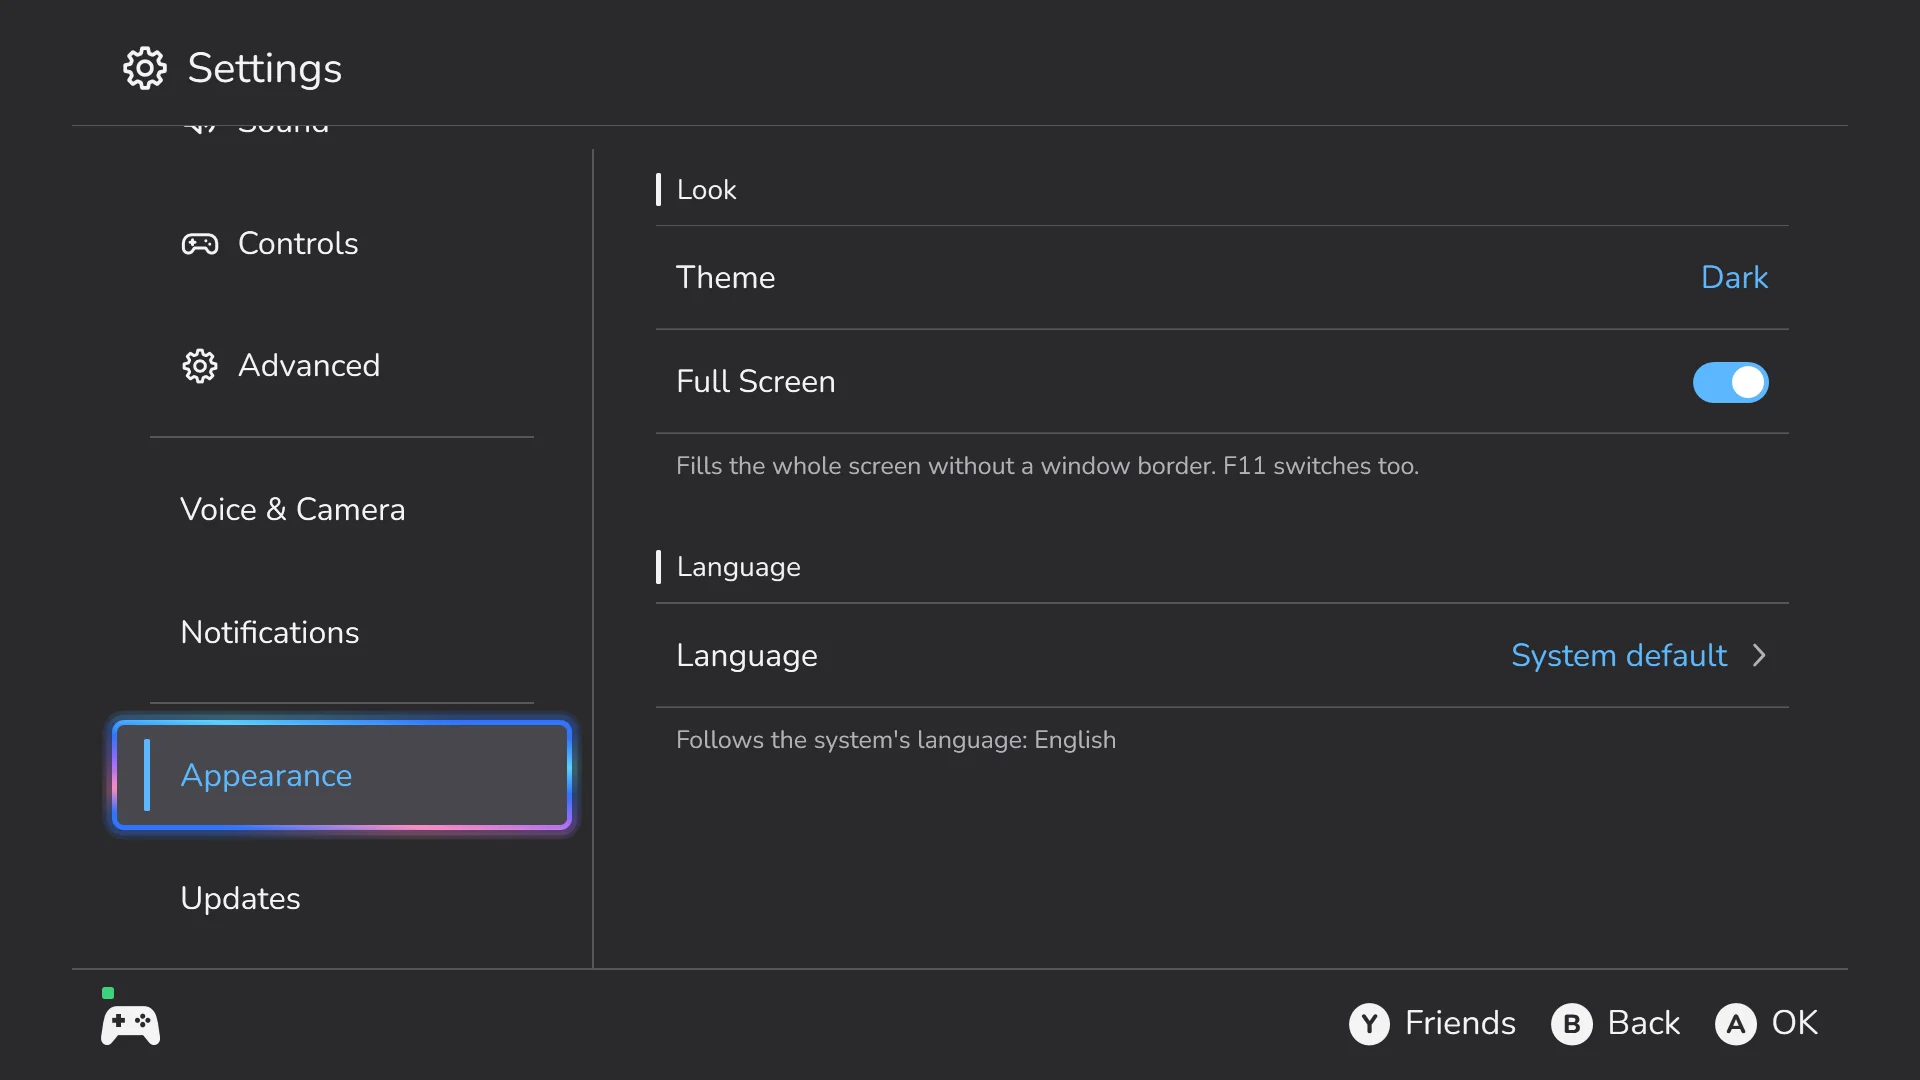 Settings
Sound
Controls
Advanced
Voice & Camera
Notifications
Appearance
Updates
Look
Theme
Dark
Full Screen
Fills the whole screen without a window border. F11 switches too.
Language
Language
System default
Follows the system's language: English
Y Friends
B Back
A OK